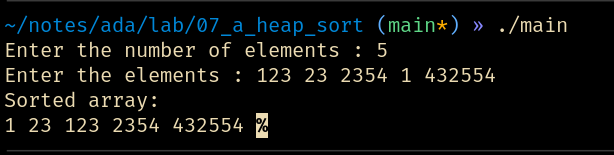 ~/notes/ada/lab/07_a_heap_sort (main*) » ./main
Enter the number of elements : 5
Enter the elements : 123 23 2354 1 432554
Sorted array:
1 23 123 2354 432554 %